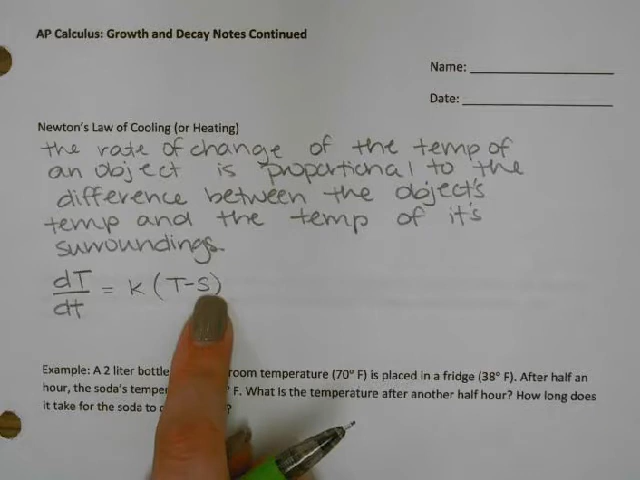 AP Calculus: Growth and Decay Notes Continued
Name:
Date:
Newton's Law of Cooling (or Heating)
the rate of change of the temp of
an object is proportional to the
difference between the object's
temp and the temp of it's
surroundings.
dT/dt = K (T-S)
Example: A 2 liter bottle room temperature (70° F) is placed in a fridge (38° F). After half an
hour, the soda's ° F. What is the temperature after another half hour? How long does
it take for the soda to ?